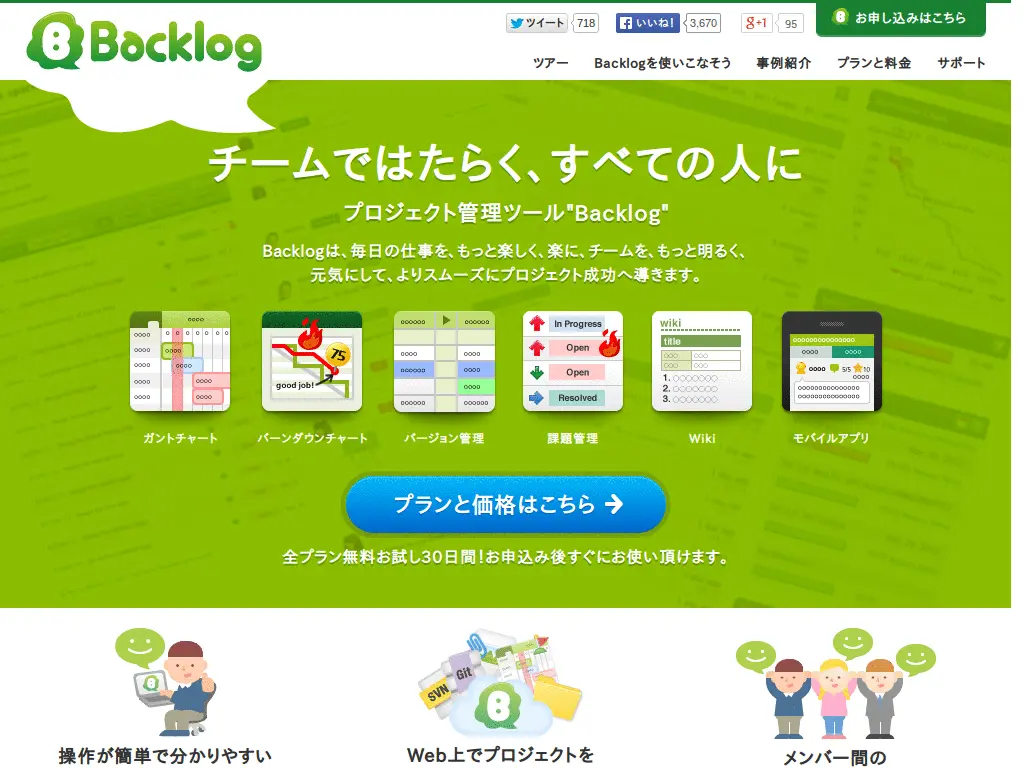 Backlog
ツイート 718
いいね! 3,670
+1 95
お申し込みはこちら
ツアー Backlogを使いこなそう 事例紹介 プランと料金 サポート
チームではたらく、すべての人に
プロジェクト管理ツール"Backlog"
Backlogは、毎日の仕事を、もっと楽しく、楽に、チームを、もっと明るく、
元気にして、よりスムーズにプロジェクト成功へ導きます。
75
good job!
In Progress
Open
Open
Resolved
wiki
title
1.
2.
3.
5/5 10
ガントチャート バーンダウンチャート バージョン管理 課題管理 Wiki モバイルアプリ
プランと価格はこちら
全プラン無料お試し30日間!お申込み後すぐにお使い頂けます。
SVN Git
操作が簡単で分かりやすい Web上でプロジェクトを メンバー間の